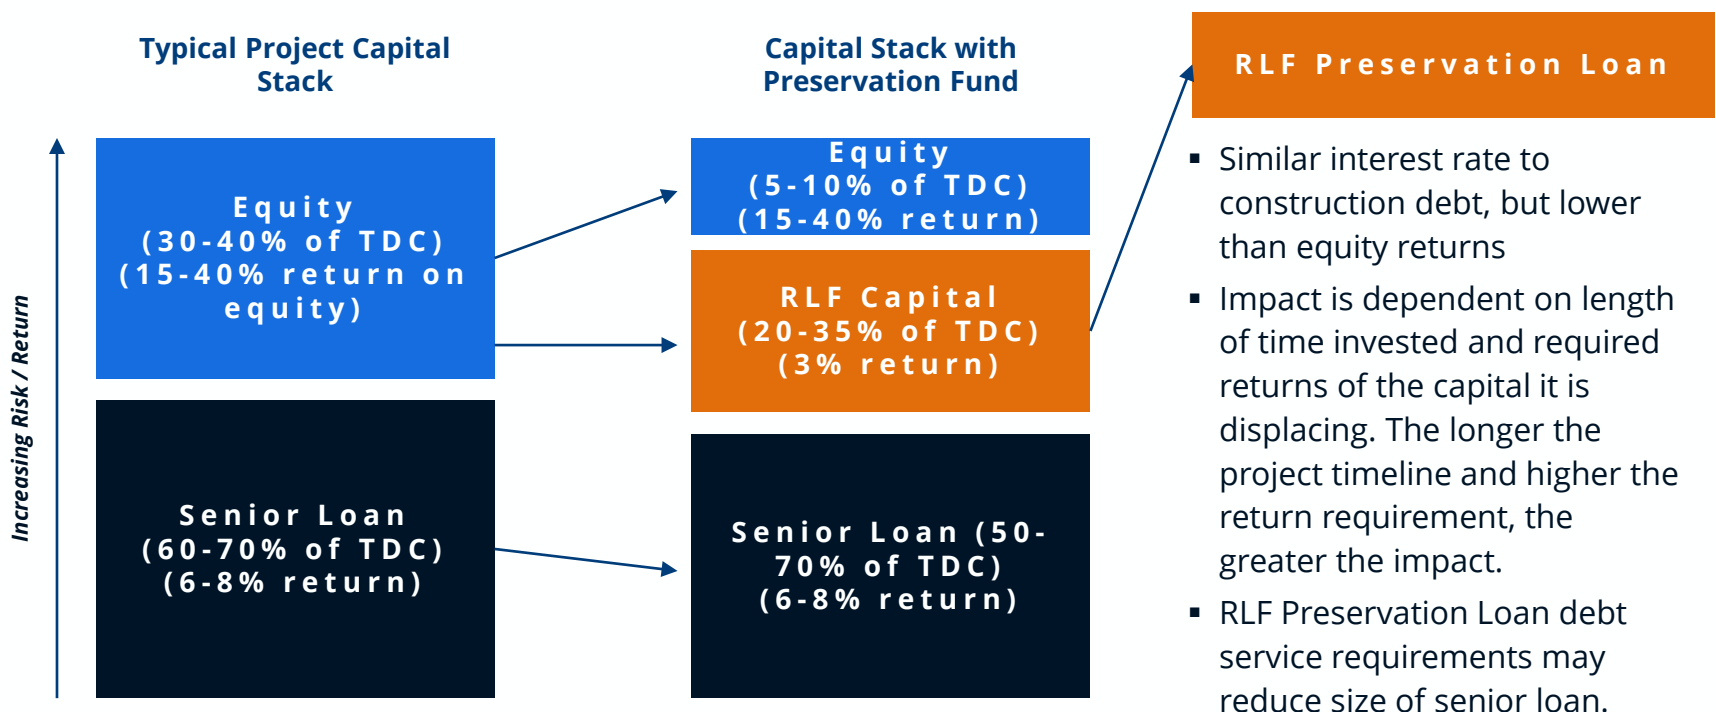 Typical Project Capital
Stack
Capital Stack with
Preservation Fund
RLF Preservation Loan
Increasing Risk / Return
Equity
(30-40% of TDC)
(15-40% return on
equity)
Senior Loan
(60-70% of TDC)
(6-8% return)
Equity
(5-10% of TDC)
(15-40% return)
RLF Capital
(20-35% of TDC)
(3% return)
Senior Loan (50-
70% of TDC)
(6-8% return)
▪ Similar interest rate to
construction debt, but lower
than equity returns
▪ Impact is dependent on length
of time invested and required
returns of the capital it is
displacing. The longer the
project timeline and higher the
return requirement, the
greater the impact.
▪ RLF Preservation Loan debt
service requirements may
reduce size of senior loan.